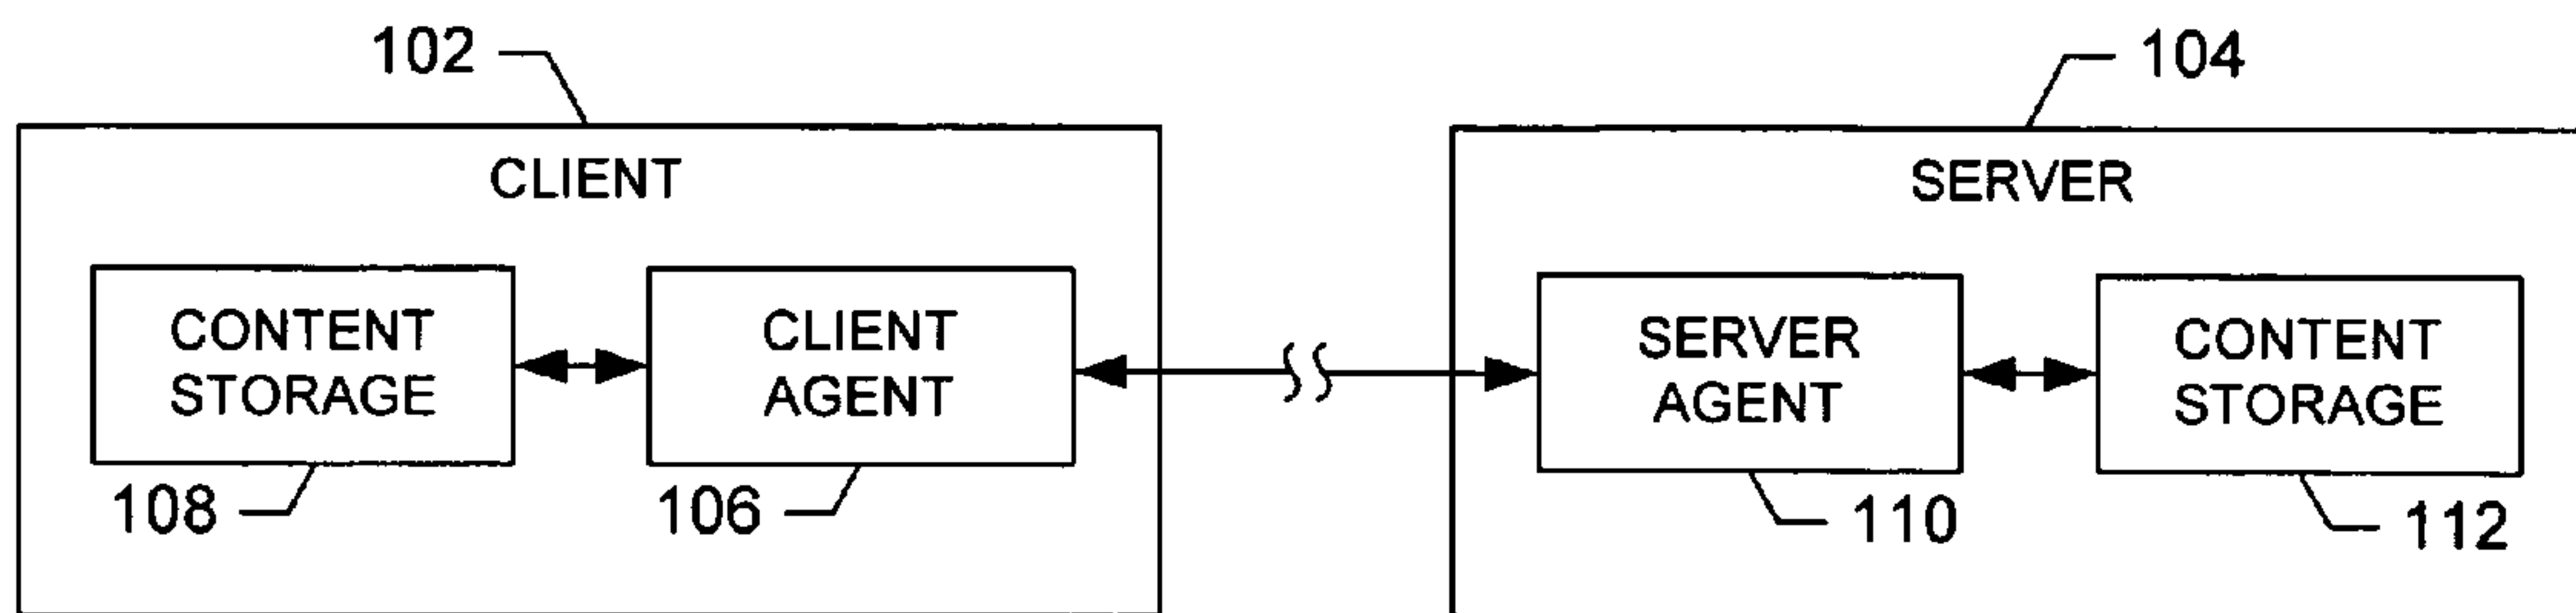 102
104
CLIENT
SERVER
CONTENT
STORAGE
CLIENT
AGENT
SERVER
AGENT
CONTENT
STORAGE
108
106
110
112